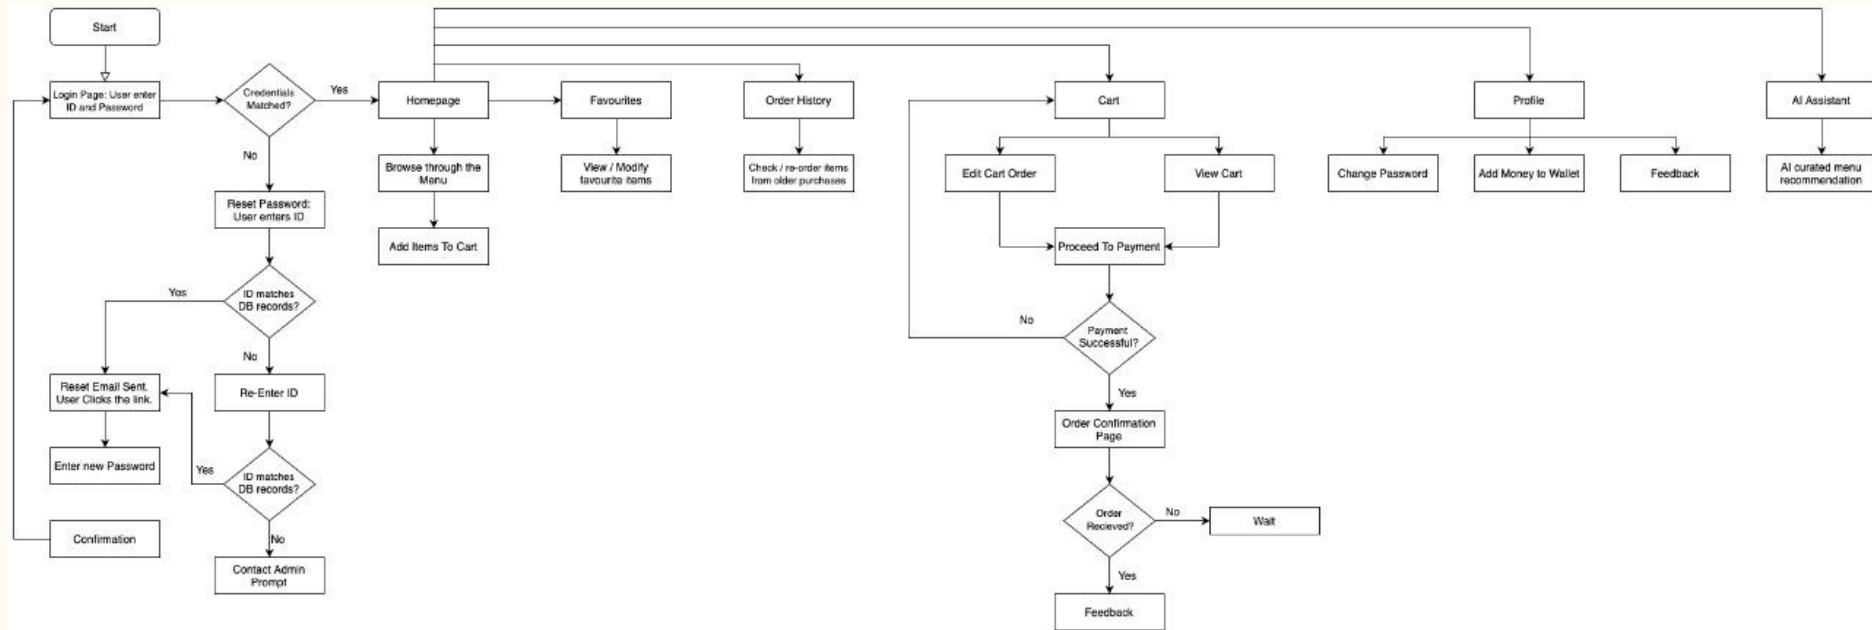 Start
Login Page: User enter
ID and Password
Credentials
Matched?
Yes
Homepage
Favourites
Order History
Cart
Profile
AI Assistant
No
Browse through the
Menu
View / Modify
favourite items
Check / re-order items
from older purchases
Edit Cart Order
View Cart
Change Password
Add Money to Wallet
Feedback
AI curated menu
recommendation
Reset Password:
User enters ID
Add Items To Cart
Proceed To Payment
Yes
ID matches
DB records?
No
No
Payment
Successful?
Reset Email Sent.
User Clicks the link.
Re-Enter ID
Yes
Order Confirmation
Page
Enter new Password
Yes
ID matches
DB records?
Order
Recieved?
No
Wait
Confirmation
No
Contact Admin
Prompt
Yes
Feedback